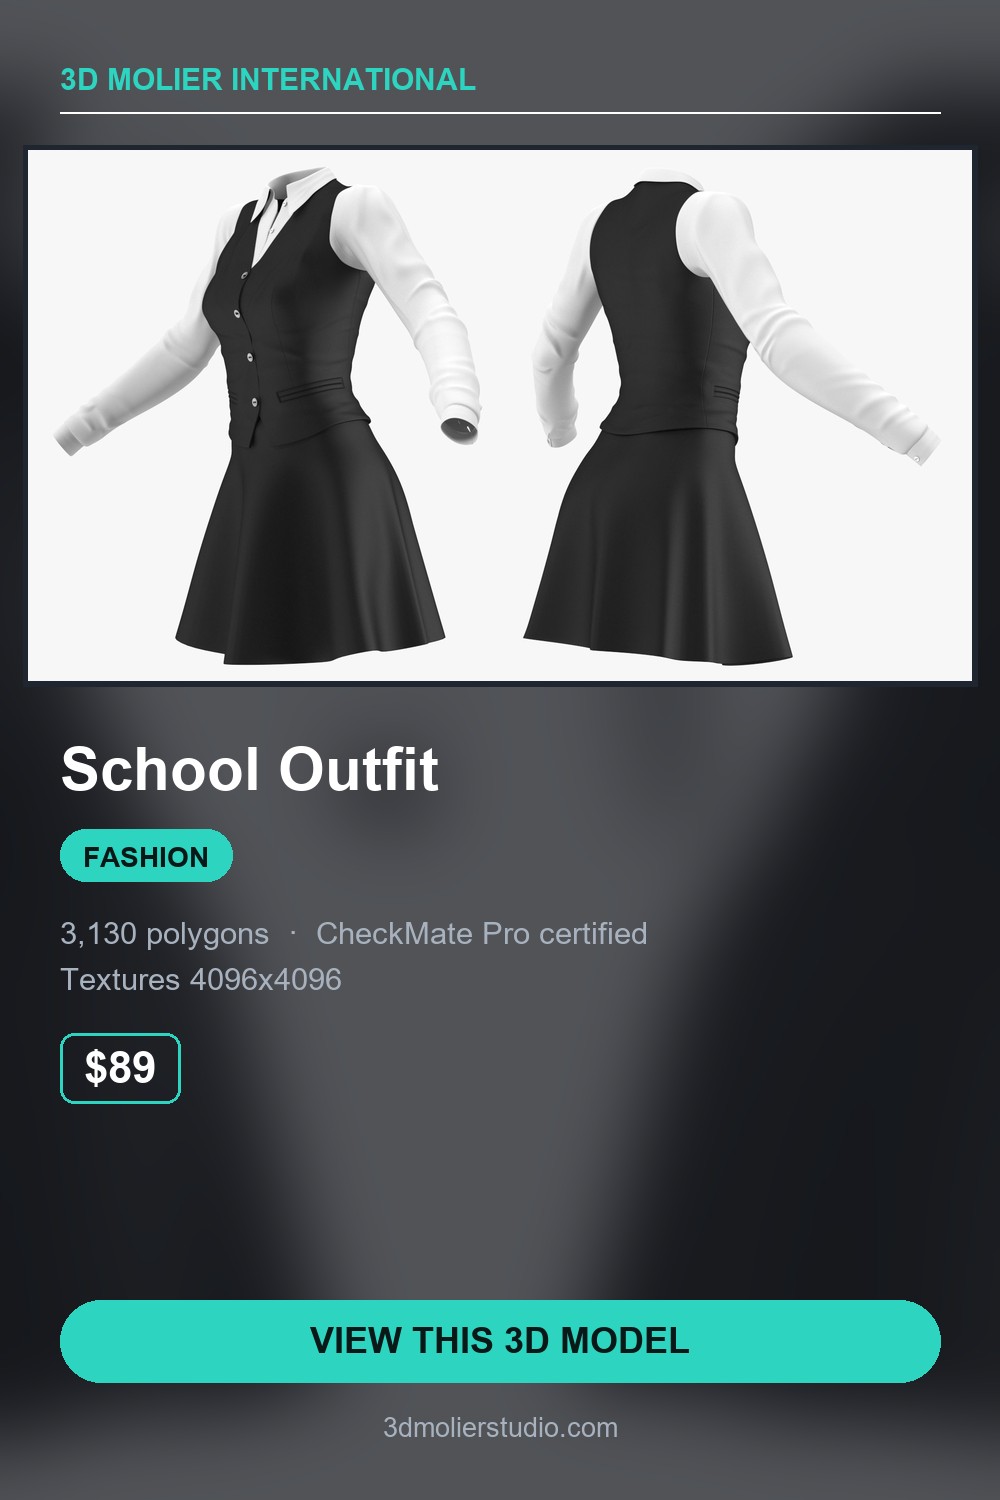 3D MOLIER INTERNATIONAL
School Outfit
FASHION
3,130 polygons · CheckMate Pro certified
Textures 4096x4096
$89
VIEW THIS 3D MODEL
3dmolierstudio.com